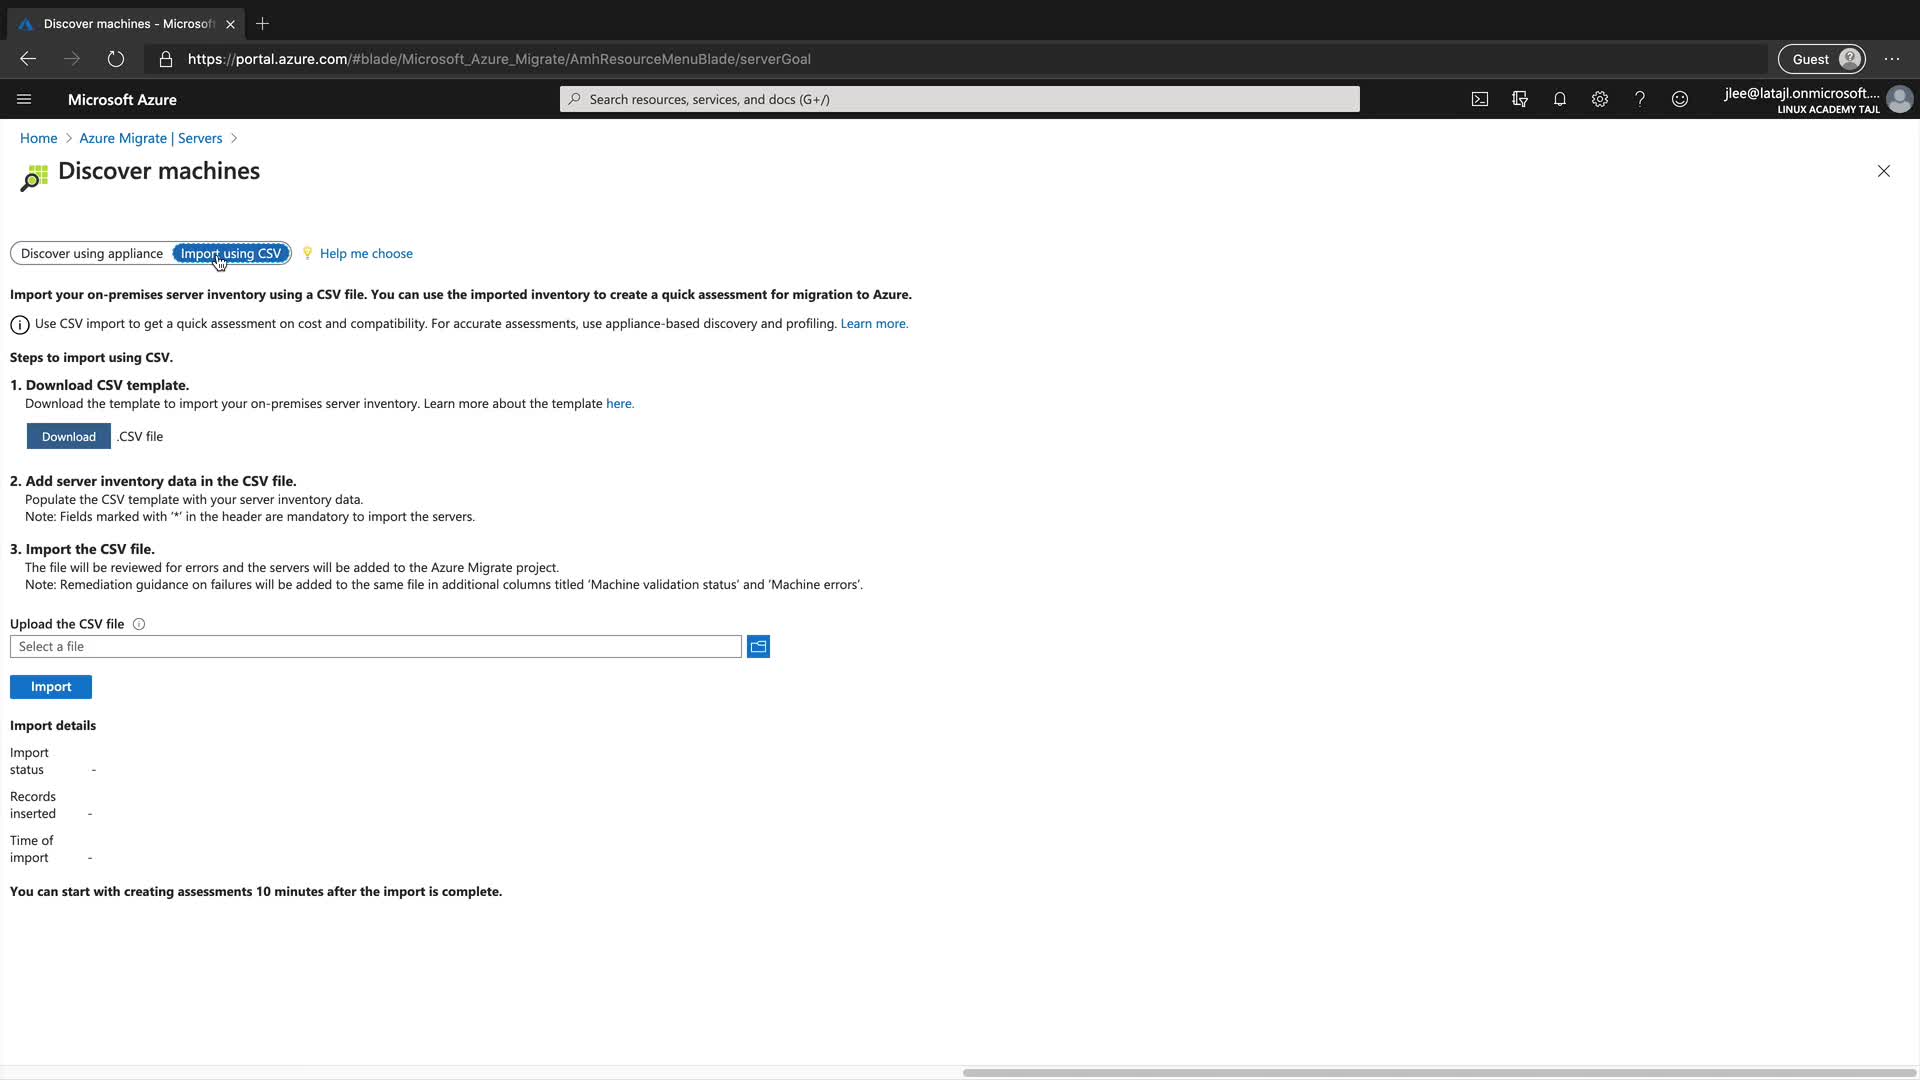 Discover machines - Microsof
https://portal.azure.com/#blade/Microsoft_Azure_Migrate/AmhResourceMenuBlade/serverGoal
Guest
Microsoft Azure
Search resources, services, and docs (G+/)
jlee@latajl.onmicrosoft....
LINUX ACADEMY TAJL
Home > Azure Migrate | Servers >
Discover machines
Discover using appliance
Import using CSV
Help me choose
Import your on-premises server inventory using a CSV file. You can use the imported inventory to create a quick assessment for migration to Azure.
Use CSV import to get a quick assessment on cost and compatibility. For accurate assessments, use appliance-based discovery and profiling. Learn more.
Steps to import using CSV.
1. Download CSV template.
Download the template to import your on-premises server inventory. Learn more about the template here.
Download .CSV file
2. Add server inventory data in the CSV file.
Populate the CSV template with your server inventory data.
Note: Fields marked with '*' in the header are mandatory to import the servers.
3. Import the CSV file.
The file will be reviewed for errors and the servers will be added to the Azure Migrate project.
Note: Remediation guidance on failures will be added to the same file in additional columns titled 'Machine validation status' and 'Machine errors'.
Upload the CSV file
Select a file
Import
Import details
Import
status -
Records
inserted -
Time of
import -
You can start with creating assessments 10 minutes after the import is complete.